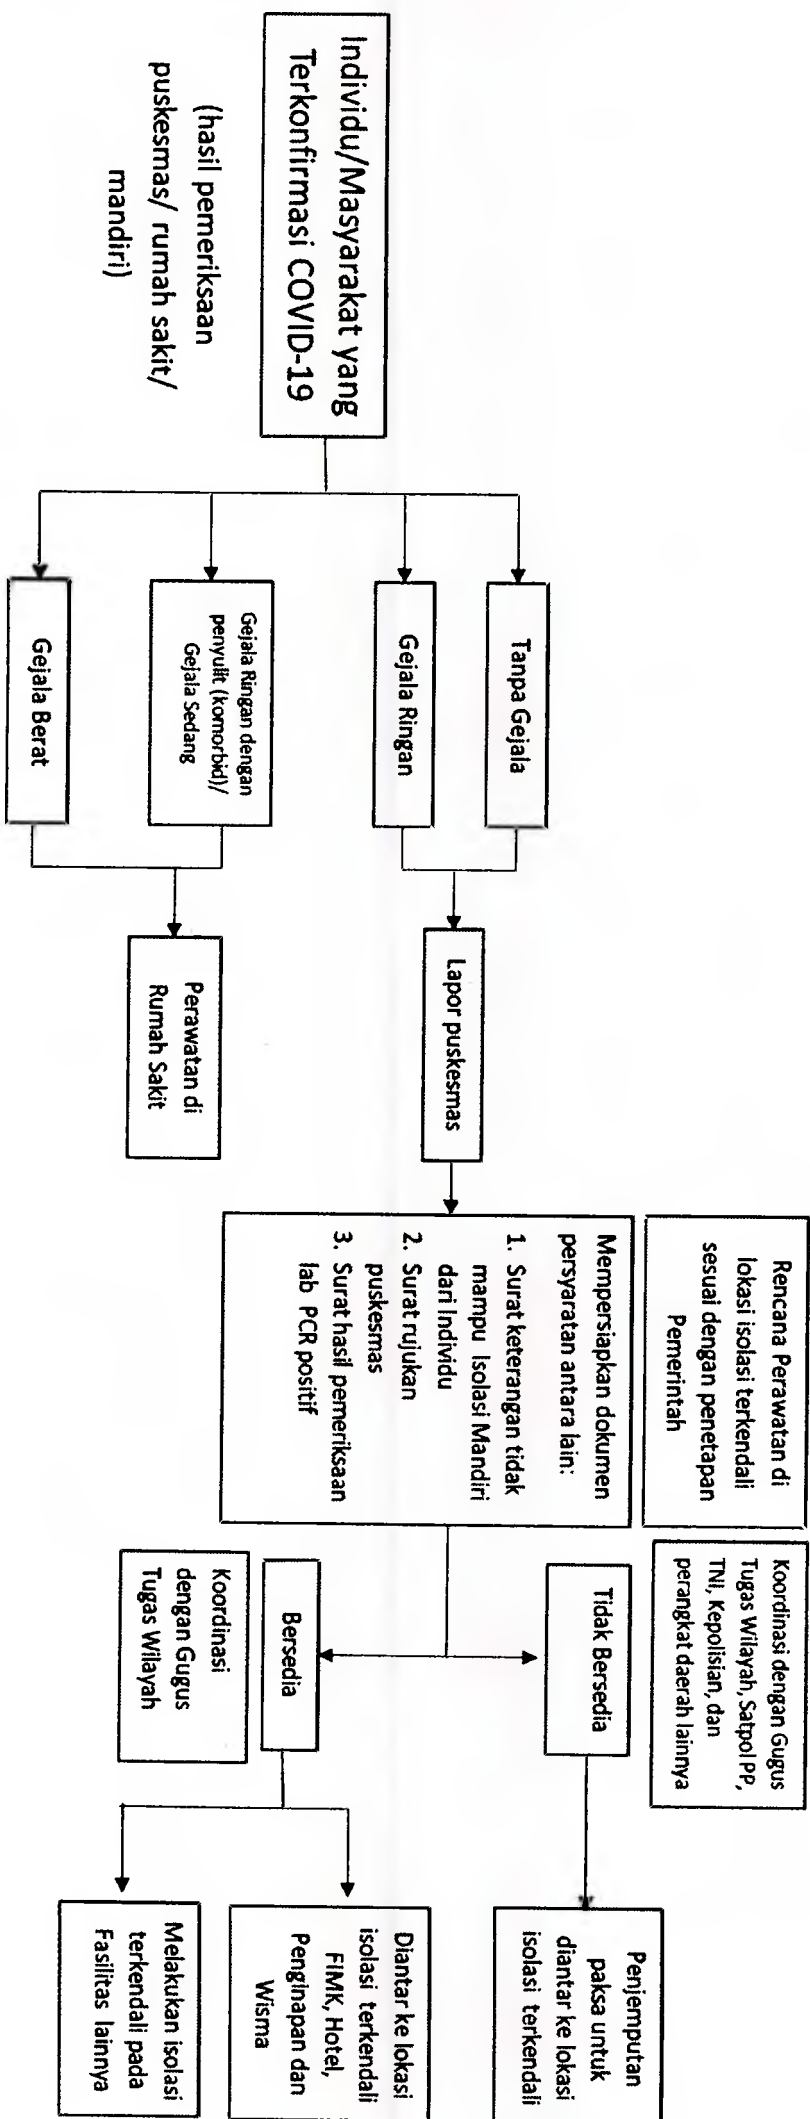 Individu/Masyarakat yang
Terkonfirmasi COVID-19
(hasil pemeriksaan
puskesmas/ rumah sakit/
mandiri)
Tanpa Gejala
Gejala Ringan
Gejala Ringan dengan
penyulit (komorbid)/
Gejala Sedang
Gejala Berat
Lapor puskesmas
Perawatan di
Rumah Sakit
Rencana Perawatan di
lokasi isolasi terkendali
sesuai dengan penetapan
Pemerintah
Mempersiapkan dokumen
persyaratan antara lain:
1. Surat keterangan tidak
mampu Isolasi Mandiri
dari Individu
2. Surat rujukan
puskesmas
3. Surat hasil pemeriksaan
lab PCR positif
Koordinasi dengan Gugus
Tugas Wilayah, Satpol PP,
TNI, Kepolisian, dan
perangkat daerah lainnya
Tidak Bersedia
Bersedia
Koordinasi
dengan Gugus
Tugas Wilayah
Penjemputan
paksa untuk
diantar ke lokasi
isolasi terkendali
Diantar ke lokasi
isolasi terkendali
FIMK, Hotel,
Penginapan dan
Wisma
Melakukan isolasi
terkendali pada
Fasilitas lainnya